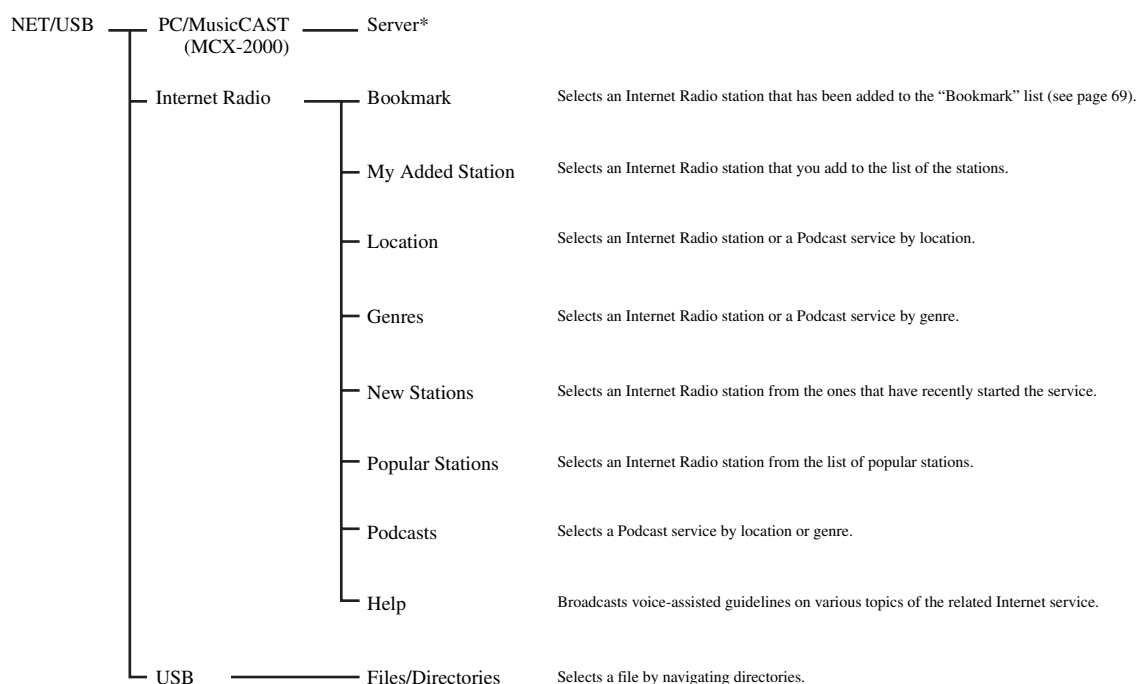 NET/USB PC/MusicCAST Server*
(MCX-2000)
Internet Radio Bookmark Selects an Internet Radio station that has been added to the “Bookmark” list (see page 69).
My Added Station Selects an Internet Radio station that you add to the list of the stations.
Location Selects an Internet Radio station or a Podcast service by location.
Genres Selects an Internet Radio station or a Podcast service by genre.
New Stations Selects an Internet Radio station from the ones that have recently started the service.
Popular Stations Selects an Internet Radio station from the list of popular stations.
Podcasts Selects a Podcast service by location or genre.
Help Broadcasts voice-assisted guidelines on various topics of the related Internet service.
USB Files/Directories Selects a file by navigating directories.